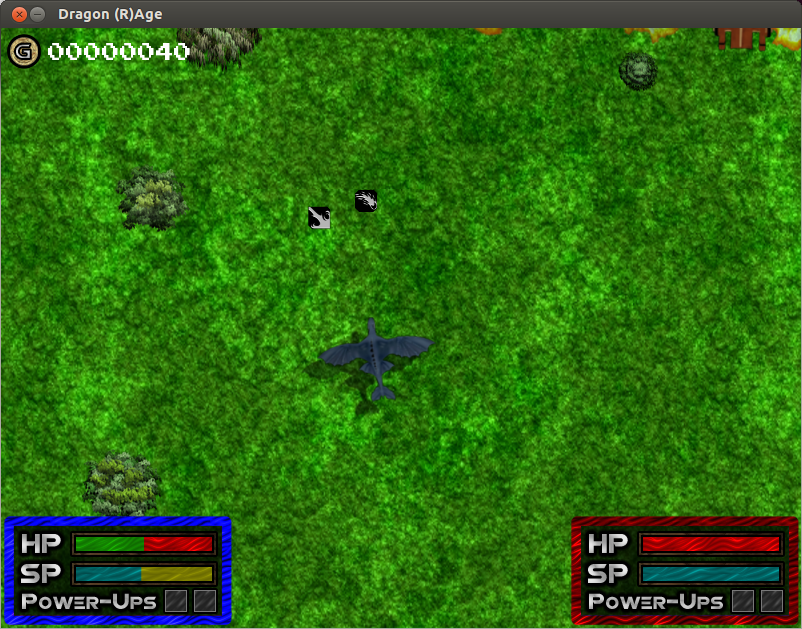 Dragon (R)Age
G 00000040
HP
SP
Power-Ups
HP
SP
Power-Ups